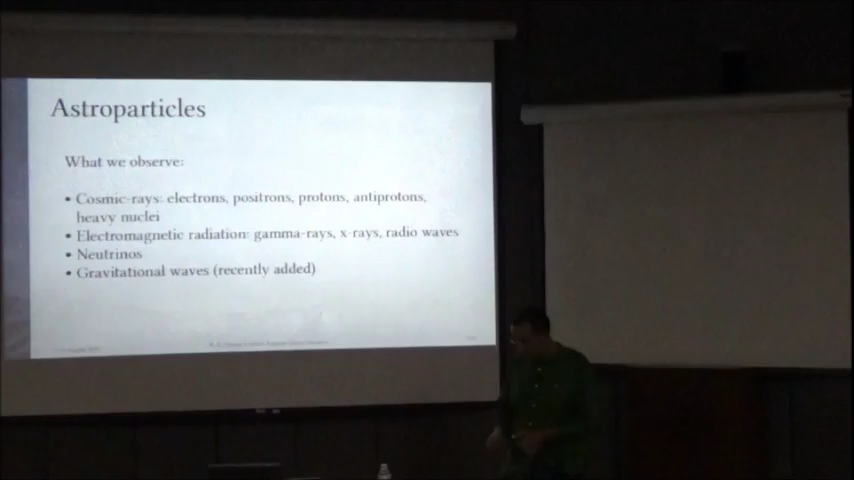 Astroparticles
What we observe:
• Cosmic-rays: electrons, positrons, protons, antiprotons,
heavy nuclei
• Electromagnetic radiation: gamma-rays, x-rays, radio waves
• Neutrinos
• Gravitational waves (recently added)